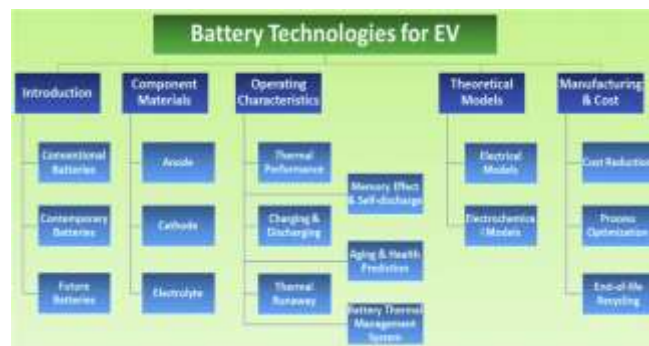 Battery Technologies for EV
Introduction
Component
Materials
Operating
Characteristics
Theoretical
Models
Manufacturing
& Cost
Conventional
Batteries
Contemporary
Batteries
Future
Batteries
Anode
Cathode
Electrolyte
Thermal
Performance
Charging &
Discharging
Thermal
Runaway
Memory Effect
& Self-discharge
Aging & Health
Prediction
Battery Thermal
Management
System
Electrical
Models
Electrochemica
l Models
Cost Reduction
Process
Optimization
End-of-life
Recycling